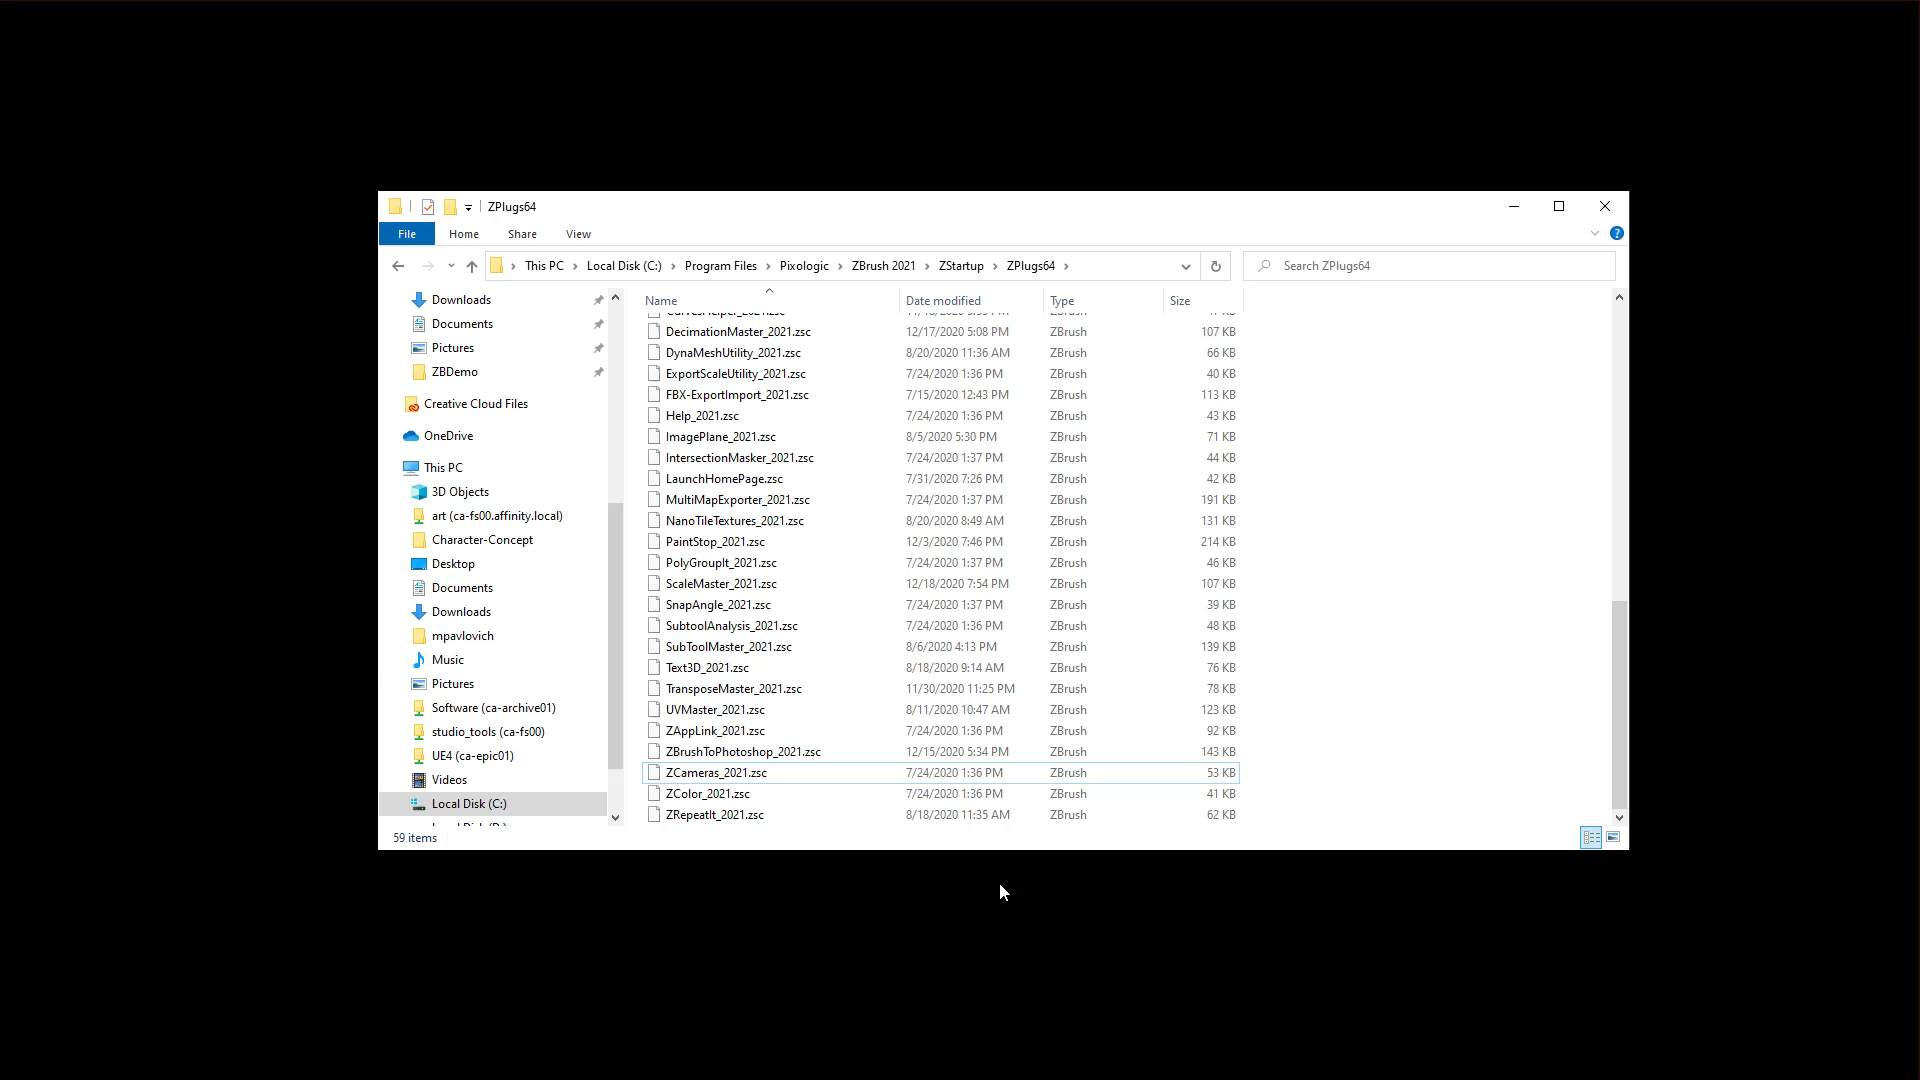 ZPlugs64
File Home Share View
This PC Local Disk (C:) Program Files Pixologic ZBrush 2021 ZStartup ZPlugs64 Search ZPlugs64
Downloads
Documents
Pictures
ZBDemo
Creative Cloud Files
OneDrive
This PC
3D Objects
art (ca-fs00.affinity.local)
Character-Concept
Desktop
Documents
Downloads
mpavlovich
Music
Pictures
Software (ca-archive01)
studio_tools (ca-fs00)
UE4 (ca-epic01)
Videos
Local Disk (C:)
Name Date modified Type Size
DecimationMaster_2021.zsc 12/17/2020 5:08 PM ZBrush 107 KB
DynaMeshUtility_2021.zsc 8/20/2020 11:36 AM ZBrush 66 KB
ExportScaleUtility_2021.zsc 7/24/2020 1:36 PM ZBrush 40 KB
FBX-ExportImport_2021.zsc 7/15/2020 12:43 PM ZBrush 113 KB
Help_2021.zsc 7/24/2020 1:36 PM ZBrush 43 KB
ImagePlane_2021.zsc 8/5/2020 5:30 PM ZBrush 71 KB
IntersectionMasker_2021.zsc 7/24/2020 1:37 PM ZBrush 44 KB
LaunchHomePage.zsc 7/31/2020 7:26 PM ZBrush 42 KB
MultiMapExporter_2021.zsc 7/24/2020 1:37 PM ZBrush 191 KB
NanoTileTextures_2021.zsc 8/20/2020 8:49 AM ZBrush 131 KB
PaintStop_2021.zsc 12/3/2020 7:46 PM ZBrush 214 KB
PolyGroupIt_2021.zsc 7/24/2020 1:37 PM ZBrush 46 KB
ScaleMaster_2021.zsc 12/18/2020 7:54 PM ZBrush 107 KB
SnapAngle_2021.zsc 7/24/2020 1:37 PM ZBrush 39 KB
SubtoolAnalysis_2021.zsc 7/24/2020 1:36 PM ZBrush 48 KB
SubToolMaster_2021.zsc 8/6/2020 4:13 PM ZBrush 139 KB
Text3D_2021.zsc 8/18/2020 9:14 AM ZBrush 76 KB
TransposeMaster_2021.zsc 11/30/2020 11:25 PM ZBrush 78 KB
UVMaster_2021.zsc 8/11/2020 10:47 AM ZBrush 123 KB
ZAppLink_2021.zsc 7/24/2020 1:36 PM ZBrush 92 KB
ZBrushToPhotoshop_2021.zsc 12/15/2020 5:34 PM ZBrush 143 KB
ZCameras_2021.zsc 7/24/2020 1:36 PM ZBrush 53 KB
ZColor_2021.zsc 7/24/2020 1:36 PM ZBrush 41 KB
ZRepeatIt_2021.zsc 8/18/2020 11:35 AM ZBrush 62 KB
59 items